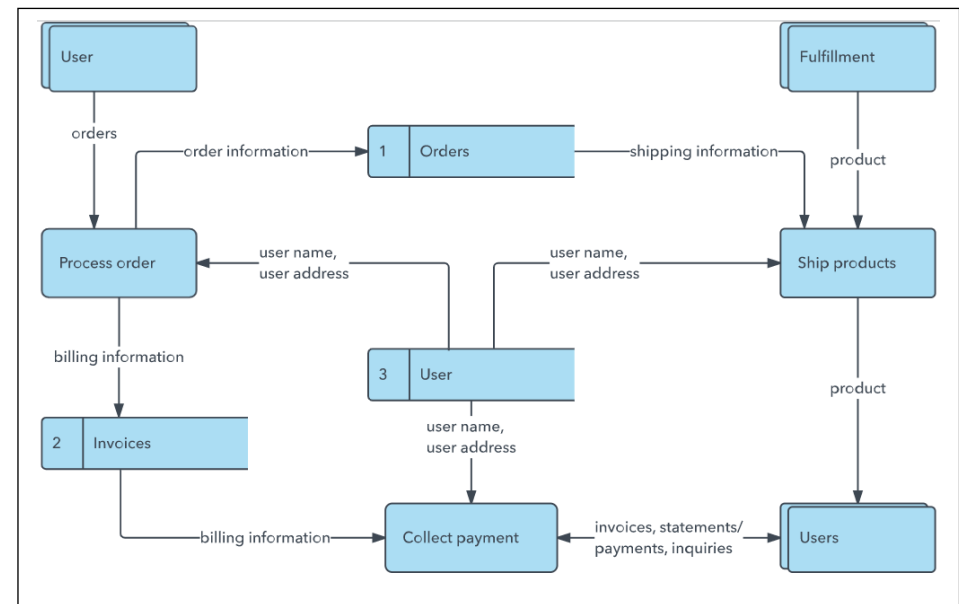 User
Fulfillment
orders
order information
1 Orders
shipping information
product
Process order
user name,
user address
user name,
user address
Ship products
billing information
3 User
product
2 Invoices
user name,
user address
billing information
Collect payment
invoices, statements/
payments, inquiries
Users